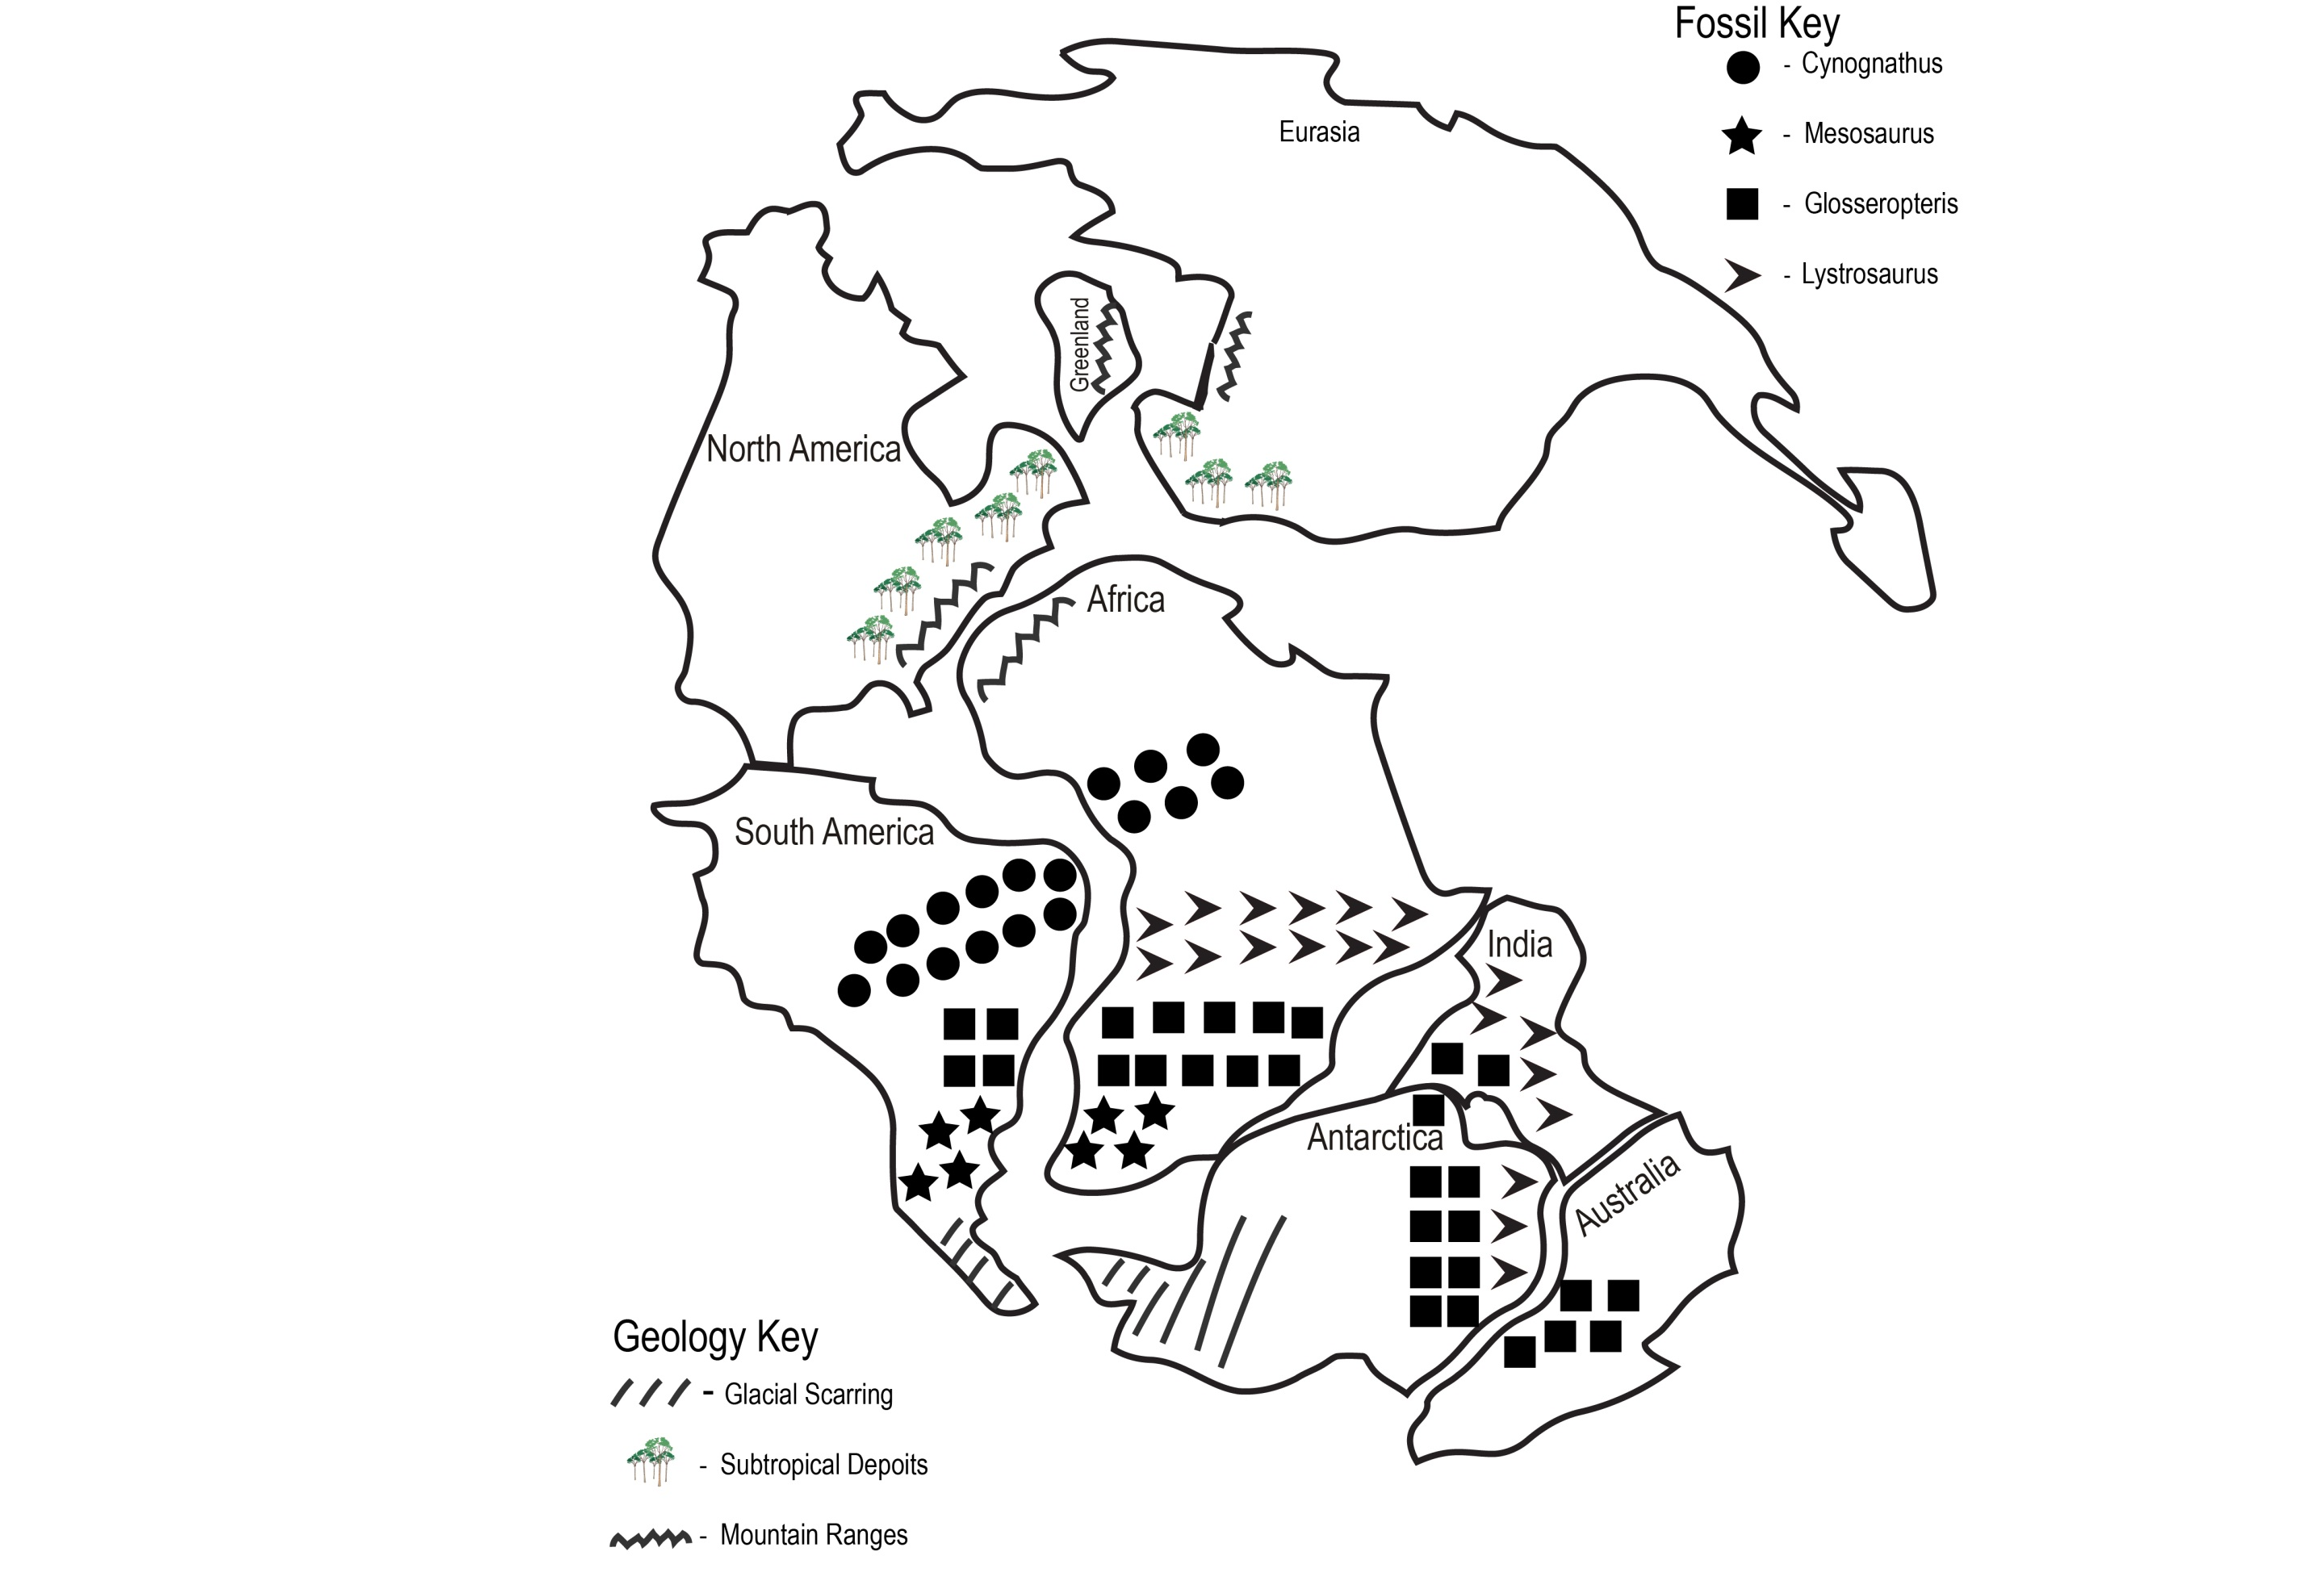 Fossil Key
- Cynognathus
- Mesosaurus
- Glosseropteris
- Lystrosaurus
Eurasia
Greenland
North America
Africa
South America
India
Antarctica
Australia
Geology Key
- Glacial Scarring
- Subtropical Depoits
- Mountain Ranges